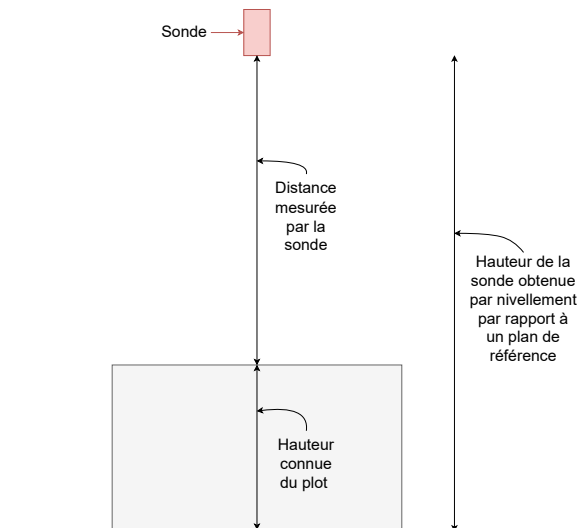 Sonde
Distance
mesurée
par la
sonde
Hauteur de la
sonde obtenue
par nivellement
par rapport à
un plan de
référence
Hauteur
connue
du plot